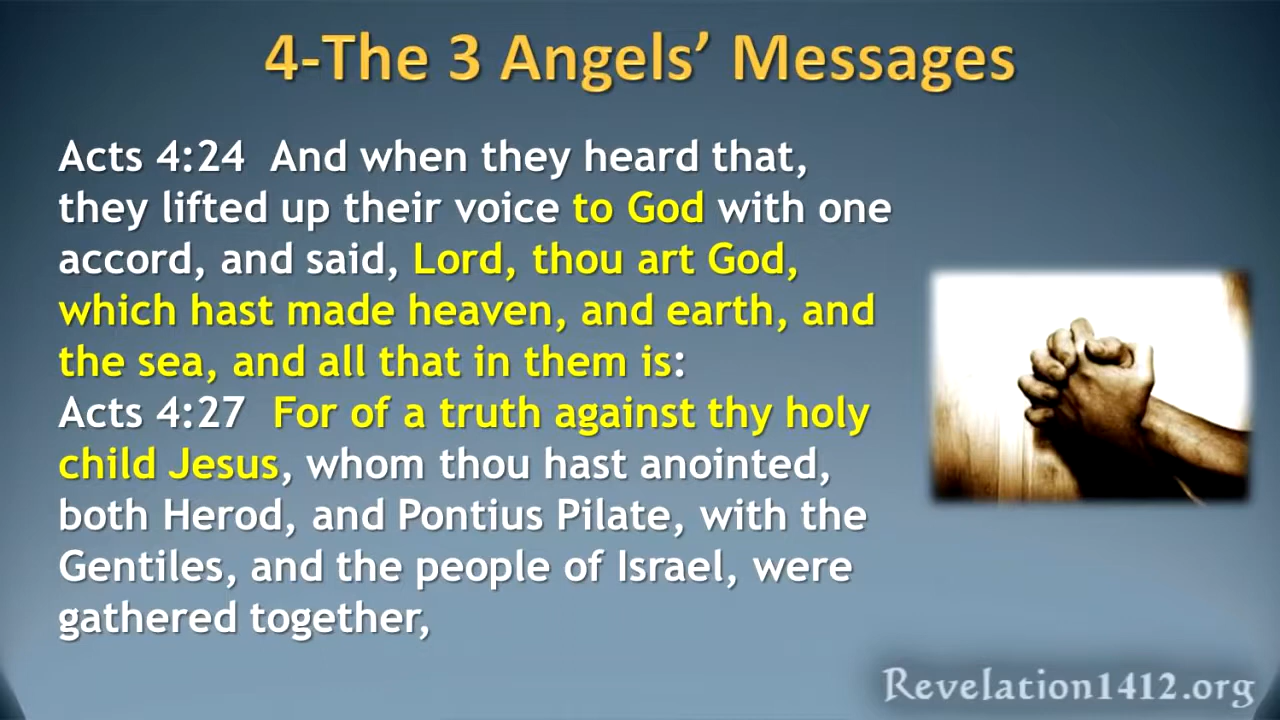 4-The 3 Angels’ Messages
Acts 4:24  And when they heard that,
they lifted up their voice to God with one
accord, and said, Lord, thou art God,
which hast made heaven, and earth, and
the sea, and all that in them is:
Acts 4:27  For of a truth against thy holy
child Jesus, whom thou hast anointed,
both Herod, and Pontius Pilate, with the
Gentiles, and the people of Israel, were
gathered together,
Revelation1412.org